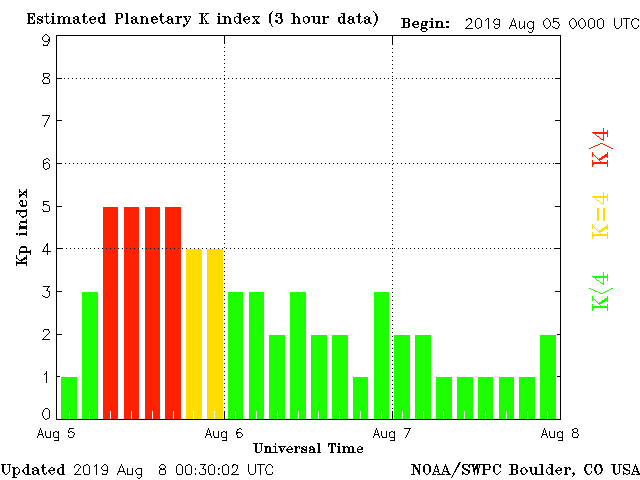 Estimated Planetary K index (3 hour data) Begin: 2019 Aug 05 0000 UTC
9
8
7
6
5
4
3
2
1
0
Kp index
K>4
K=4
K<4
Aug 5 Aug 6 Aug 7 Aug 8
Universal Time
Updated 2019 Aug 8 00:30:02 UTC NOAA/SWPC Boulder, CO USA